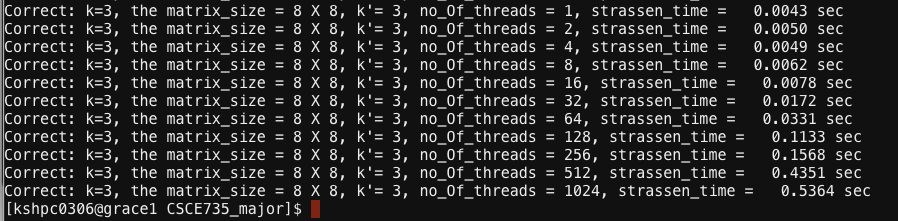 Correct: k=3, the matrix_size = 8 X 8, k'= 3, no_Of_threads = 1, strassen_time =   0.0043 sec
Correct: k=3, the matrix_size = 8 X 8, k'= 3, no_Of_threads = 2, strassen_time =   0.0050 sec
Correct: k=3, the matrix_size = 8 X 8, k'= 3, no_Of_threads = 4, strassen_time =   0.0049 sec
Correct: k=3, the matrix_size = 8 X 8, k'= 3, no_Of_threads = 8, strassen_time =   0.0062 sec
Correct: k=3, the matrix_size = 8 X 8, k'= 3, no_Of_threads = 16, strassen_time =   0.0078 sec
Correct: k=3, the matrix_size = 8 X 8, k'= 3, no_Of_threads = 32, strassen_time =   0.0172 sec
Correct: k=3, the matrix_size = 8 X 8, k'= 3, no_Of_threads = 64, strassen_time =   0.0331 sec
Correct: k=3, the matrix_size = 8 X 8, k'= 3, no_Of_threads = 128, strassen_time =   0.1133 sec
Correct: k=3, the matrix_size = 8 X 8, k'= 3, no_Of_threads = 256, strassen_time =   0.1568 sec
Correct: k=3, the matrix_size = 8 X 8, k'= 3, no_Of_threads = 512, strassen_time =   0.4351 sec
Correct: k=3, the matrix_size = 8 X 8, k'= 3, no_Of_threads = 1024, strassen_time =   0.5364 sec
[kshpc0306@grace1 CSCE735_major]$